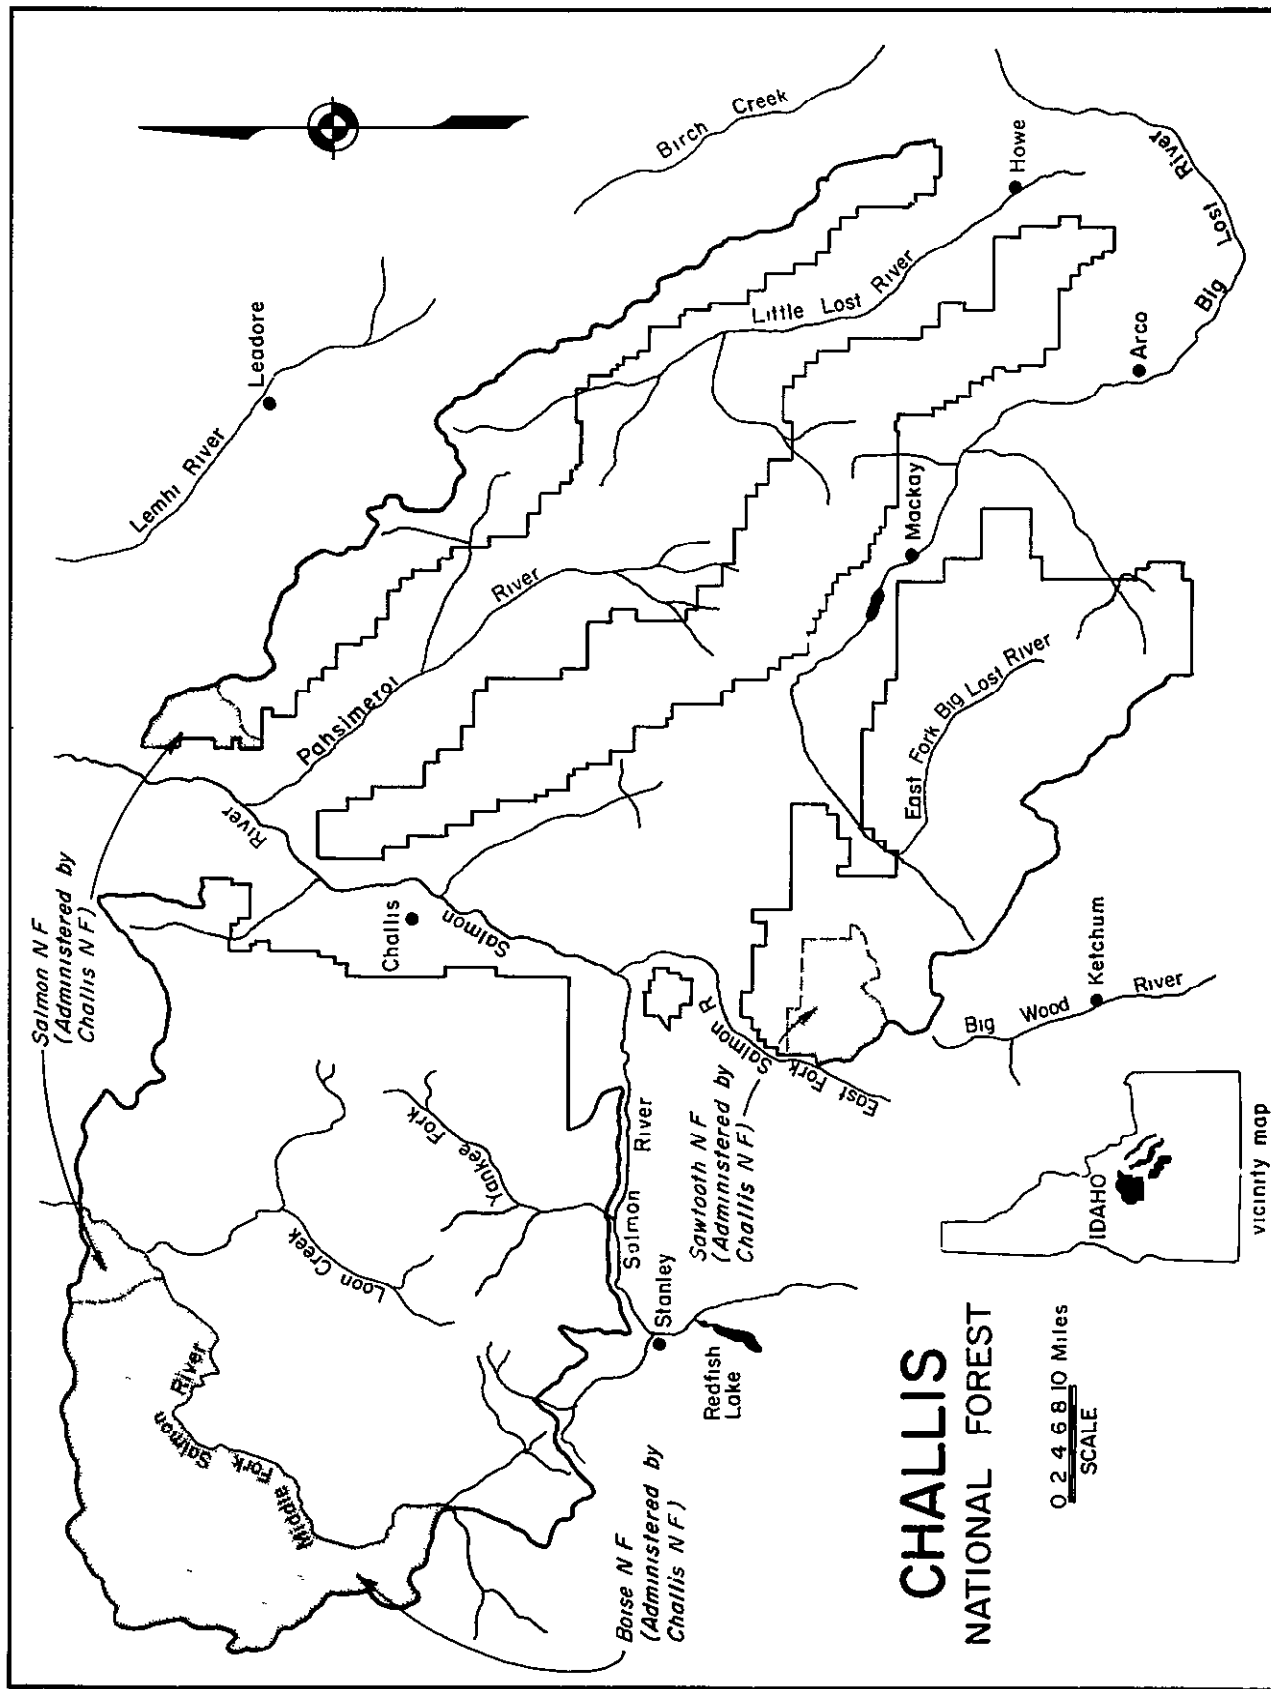 Salmon N F
(Administered by
Challis N F)
Lemhi River
Leadore
Birch Creek
River
Pahsimeroi
River
Little Lost River
Howe
Challis
Salmon
Mackay
Arco
Big Lost River
East Fork Big Lost River
Middle Fork
Salmon River
Loon Creek
Yankee Fork
Salmon River
Stanley
Redfish
Lake
East Fork Salmon R
Sawtooth N F
(Administered by
Challis N F)
Big Wood River
Ketchum
Boise N F
(Administered by
Challis N F)
CHALLIS
NATIONAL FOREST
0 2 4 6 8 10 Miles
SCALE
IDAHO
vicinity map